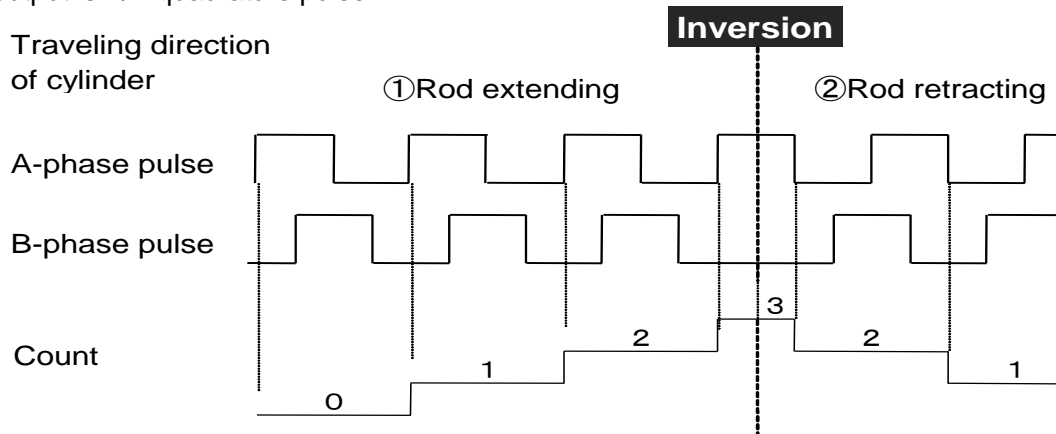 Inversion
Traveling direction
of cylinder
①Rod extending
②Rod retracting
A-phase pulse
B-phase pulse
Count
0
1
2
3
2
1